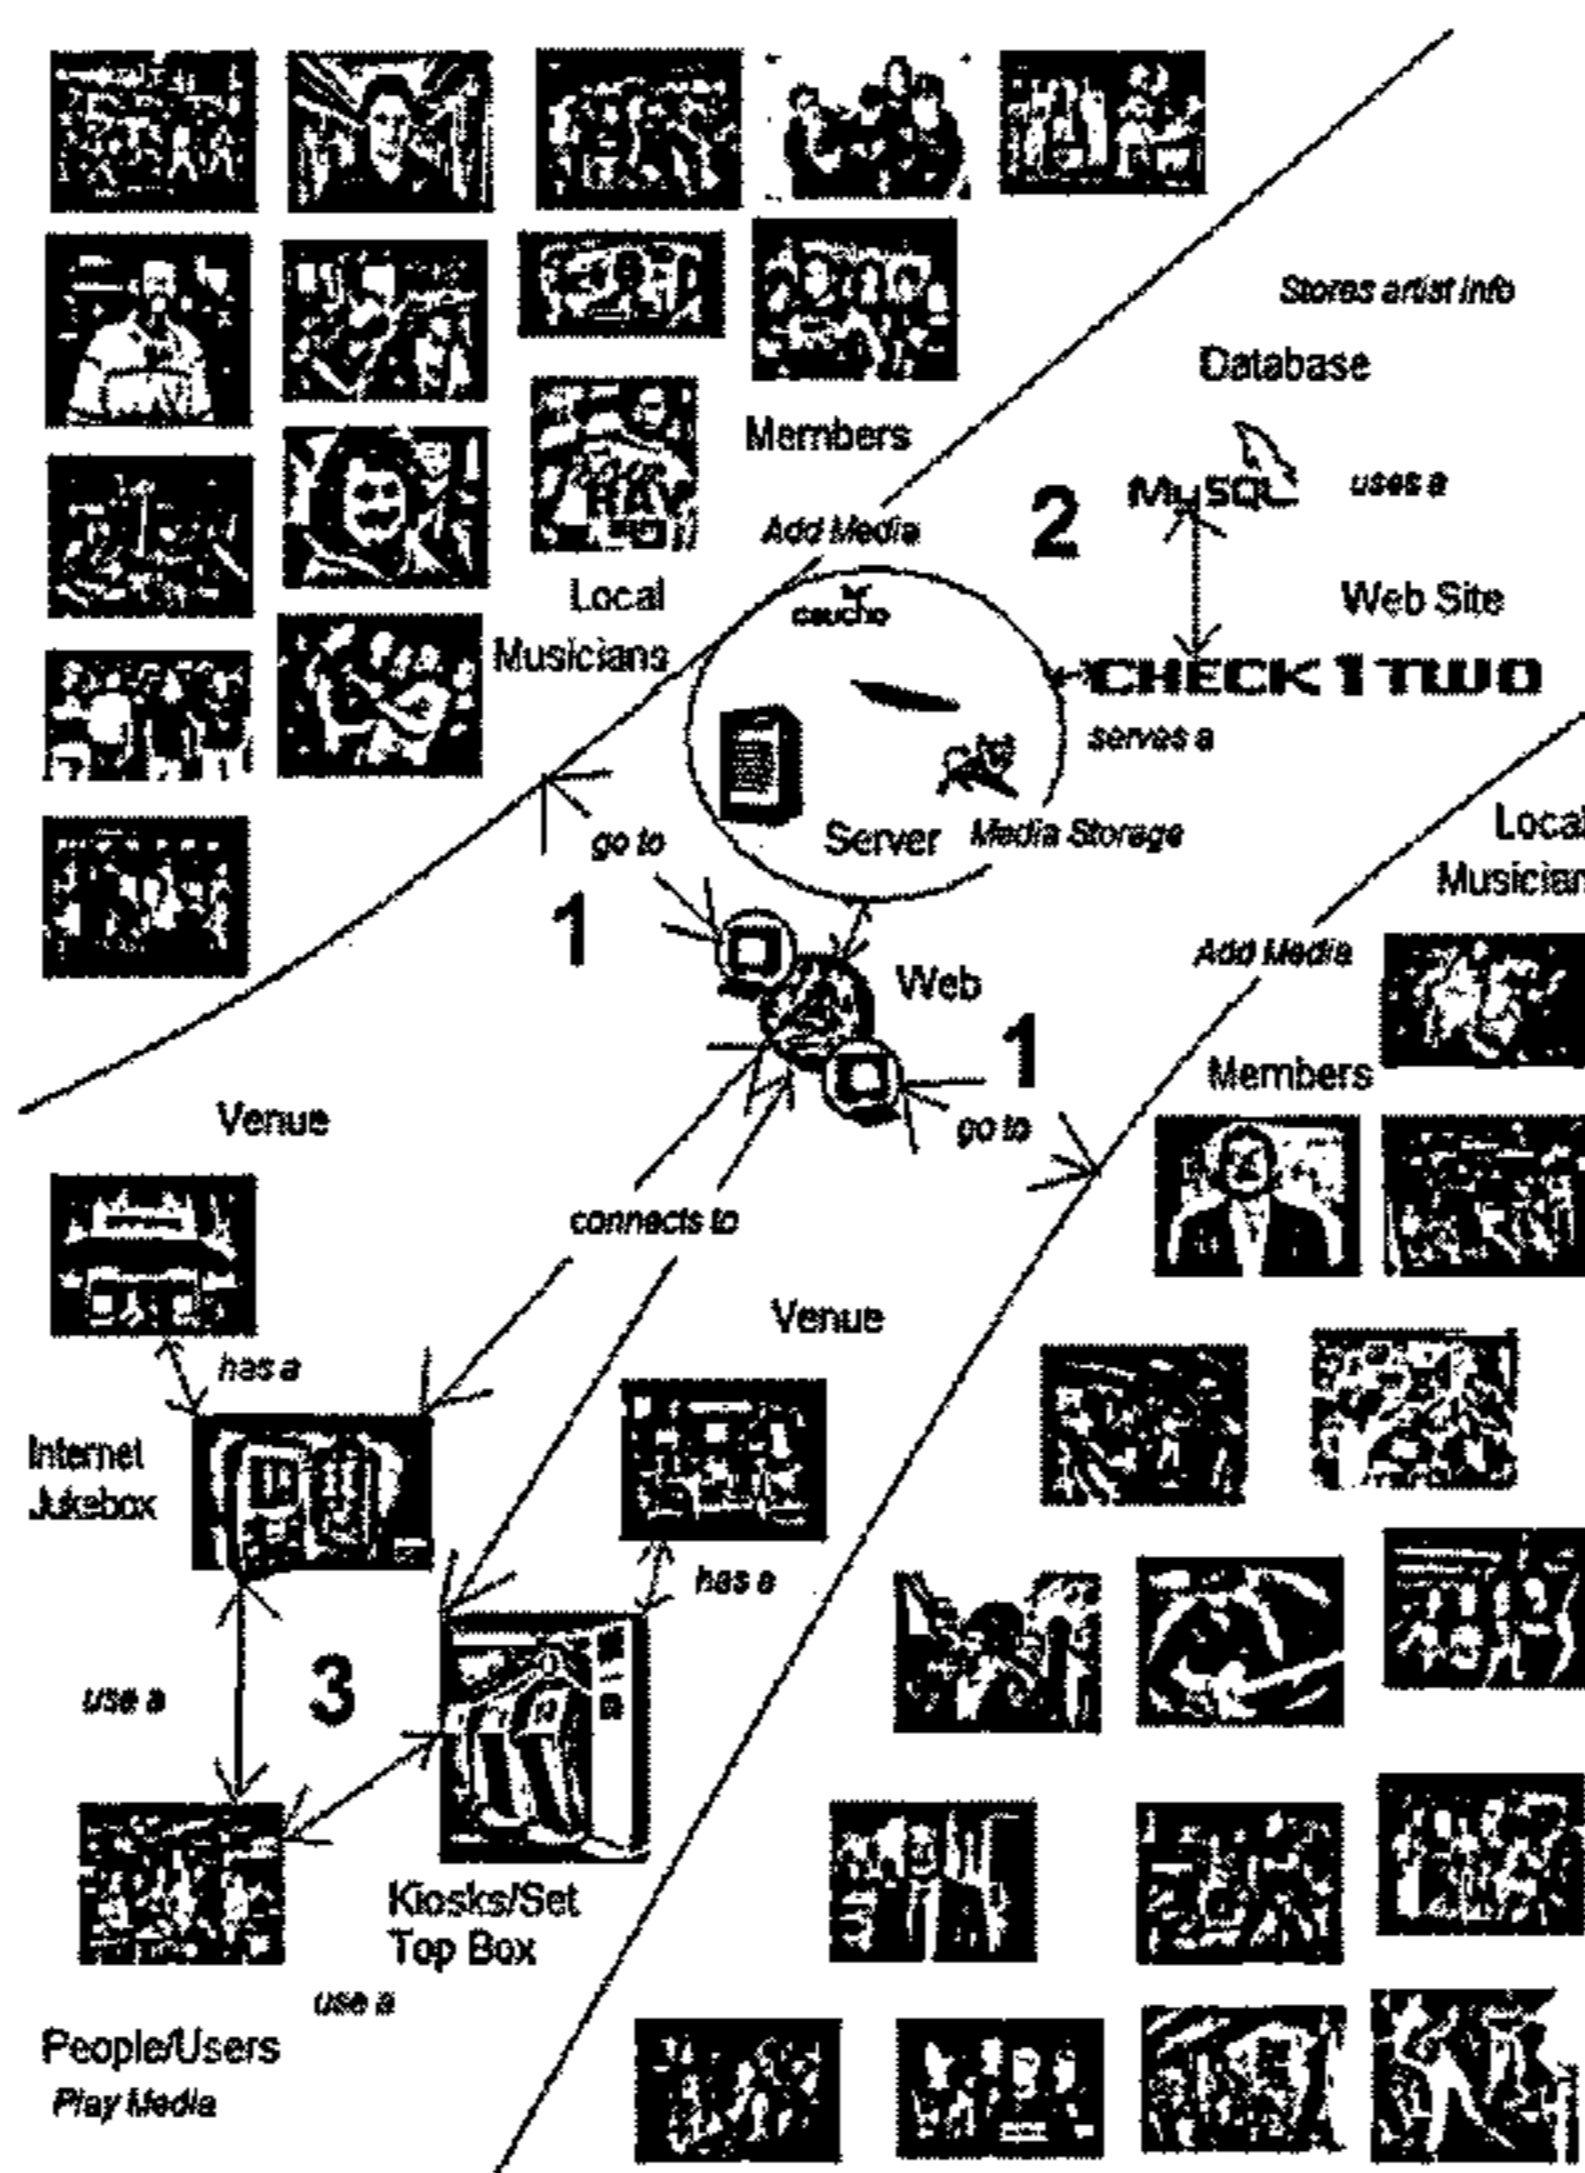 Stores artist info
Database
Members
2
MySQL
uses a
Add Media
Local
Musicians
caucho
Web Site
CHECK 1 TWO
serves a
Server
Media Storage
go to
1
Web
1
go to
Local
Musician
Add Media
Members
Venue
connects to
Venue
has a
Internet
Jukebox
has a
use a
3
Kiosks/Set
Top Box
use a
People/Users
Play Media